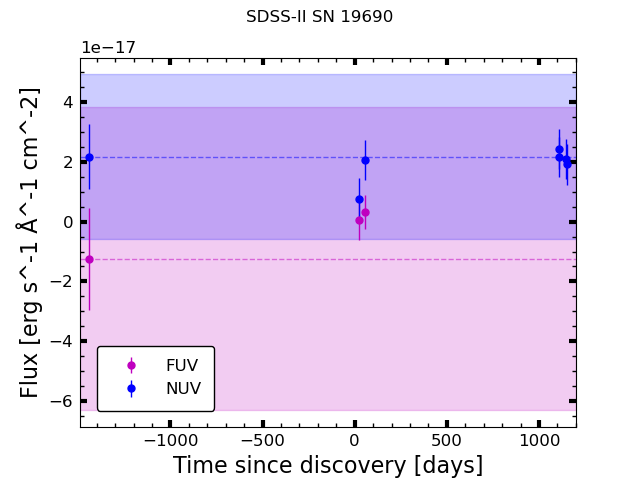 SDSS-II SN 19690
1e−17
4
2
0
−2
−4
−6
Flux [erg s^-1 Å^-1 cm^-2]
FUV
NUV
−1000
−500
0
500
1000
Time since discovery [days]